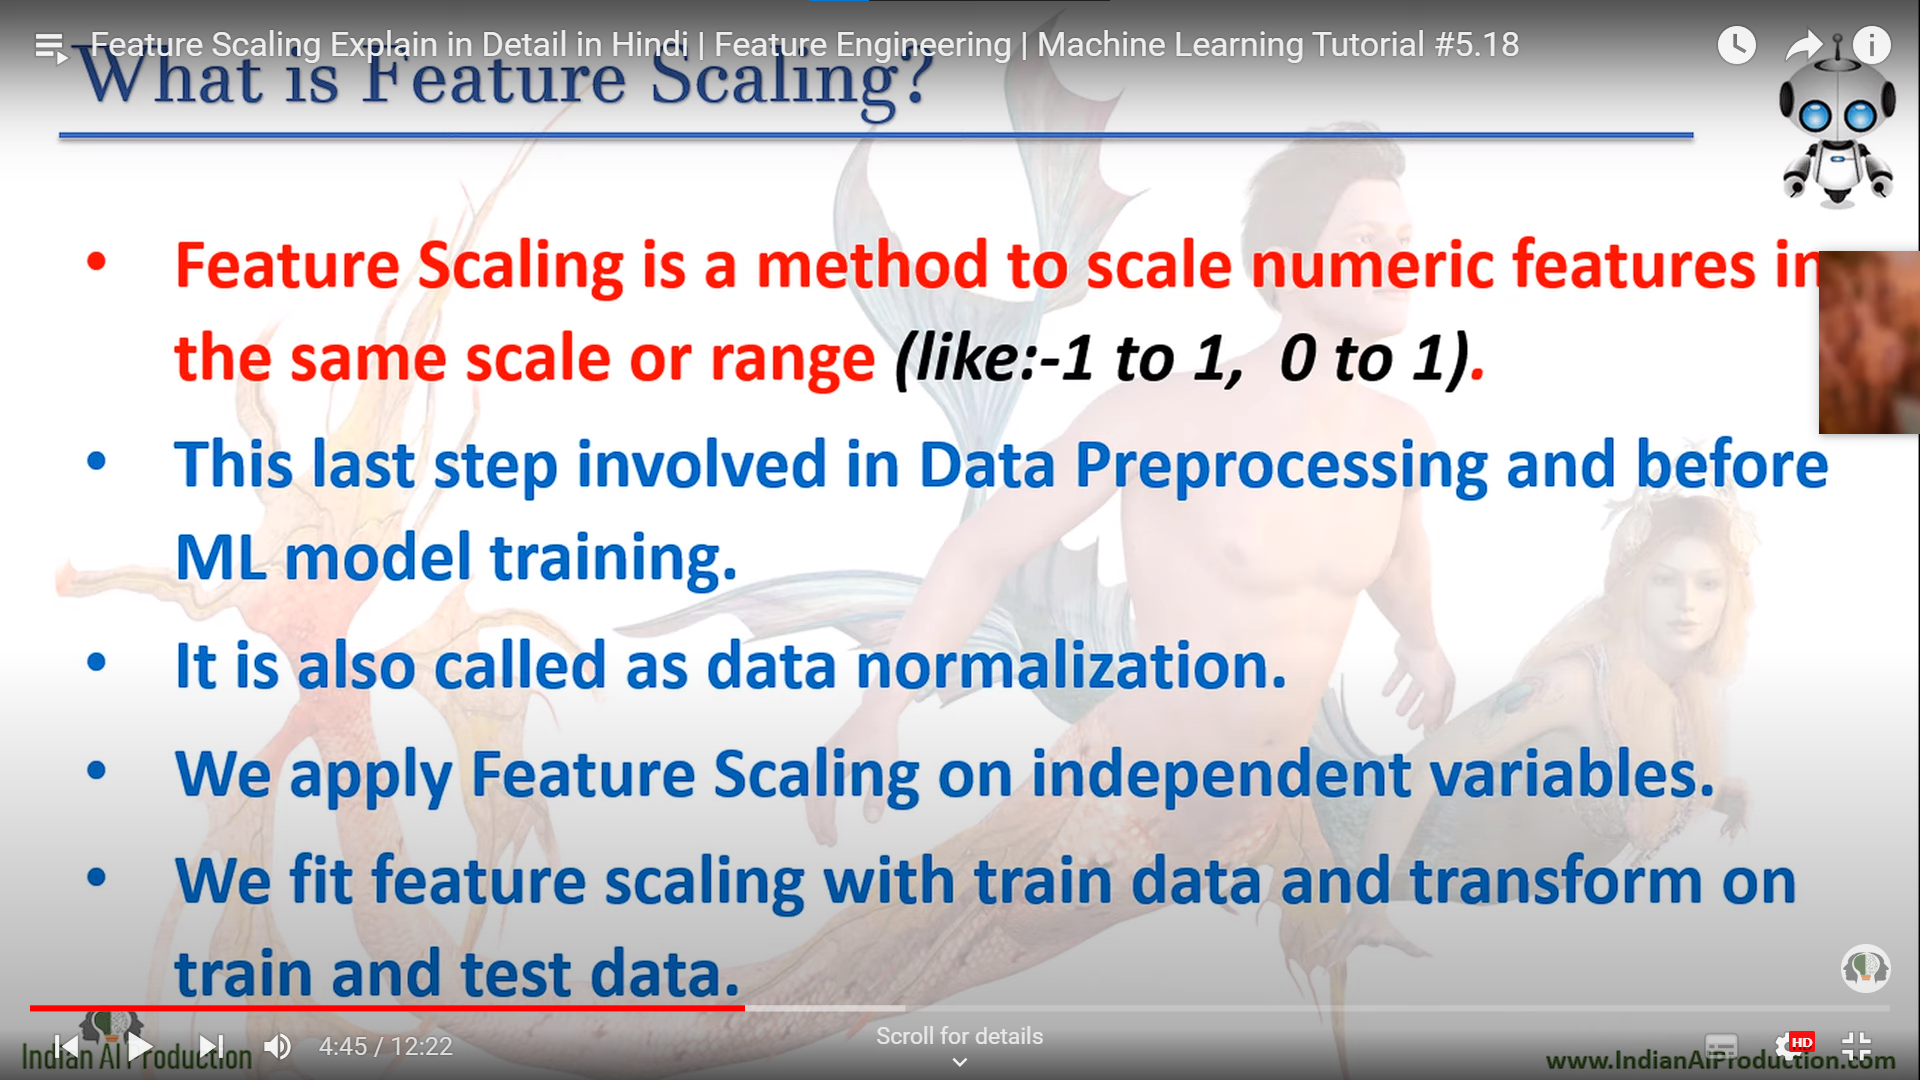 Feature Scaling Explain in Detail in Hindi | Feature Engineering | Machine Learning Tutorial #5.18
What is Feature Scaling?
• Feature Scaling is a method to scale numeric features in
the same scale or range (like:-1 to 1, 0 to 1).
• This last step involved in Data Preprocessing and before
ML model training.
• It is also called as data normalization.
• We apply Feature Scaling on independent variables.
• We fit feature scaling with train data and transform on
train and test data.
Scroll for details
4:45 / 12:22
HD
Indian AI Production
www.IndianAIProduction.com